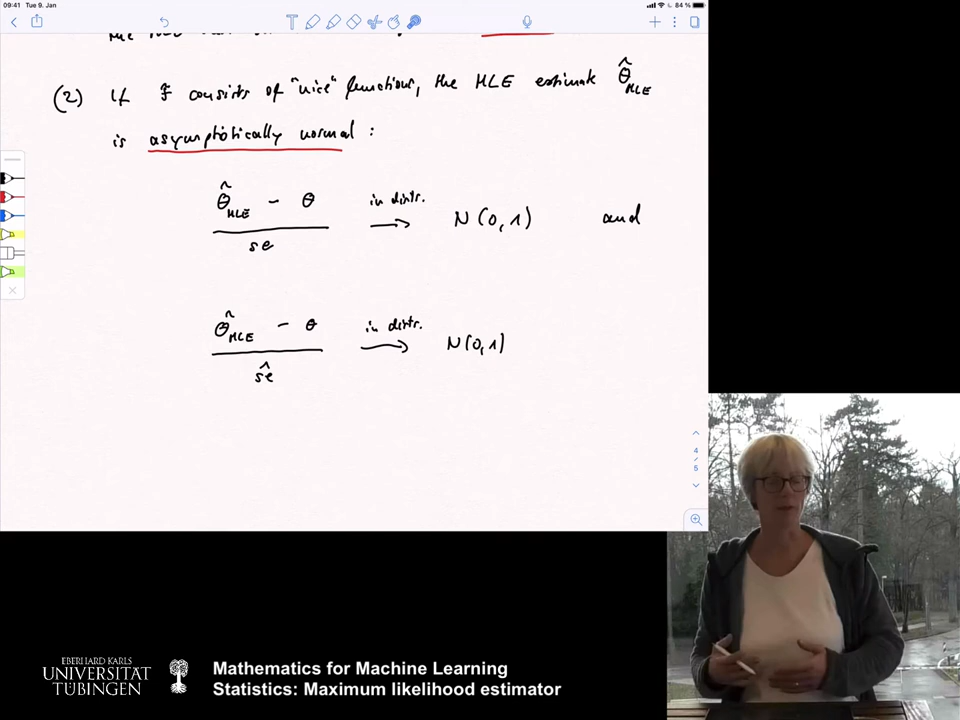 09:41 Tue 9. Jan
84 %
(2) If F consists of "nice" functions, the MLE estimate θ̂_MLE
is asymptotically normal :
θ̂_MLE − θ
in distr.
⟶ N(0,1) and
se
θ̂_MLE − θ
in distr.
⟶ N(0,1)
ŝe
4
5
EBERHARD KARLS
UNIVERSITÄT
TÜBINGEN
Mathematics for Machine Learning
Statistics: Maximum likelihood estimator